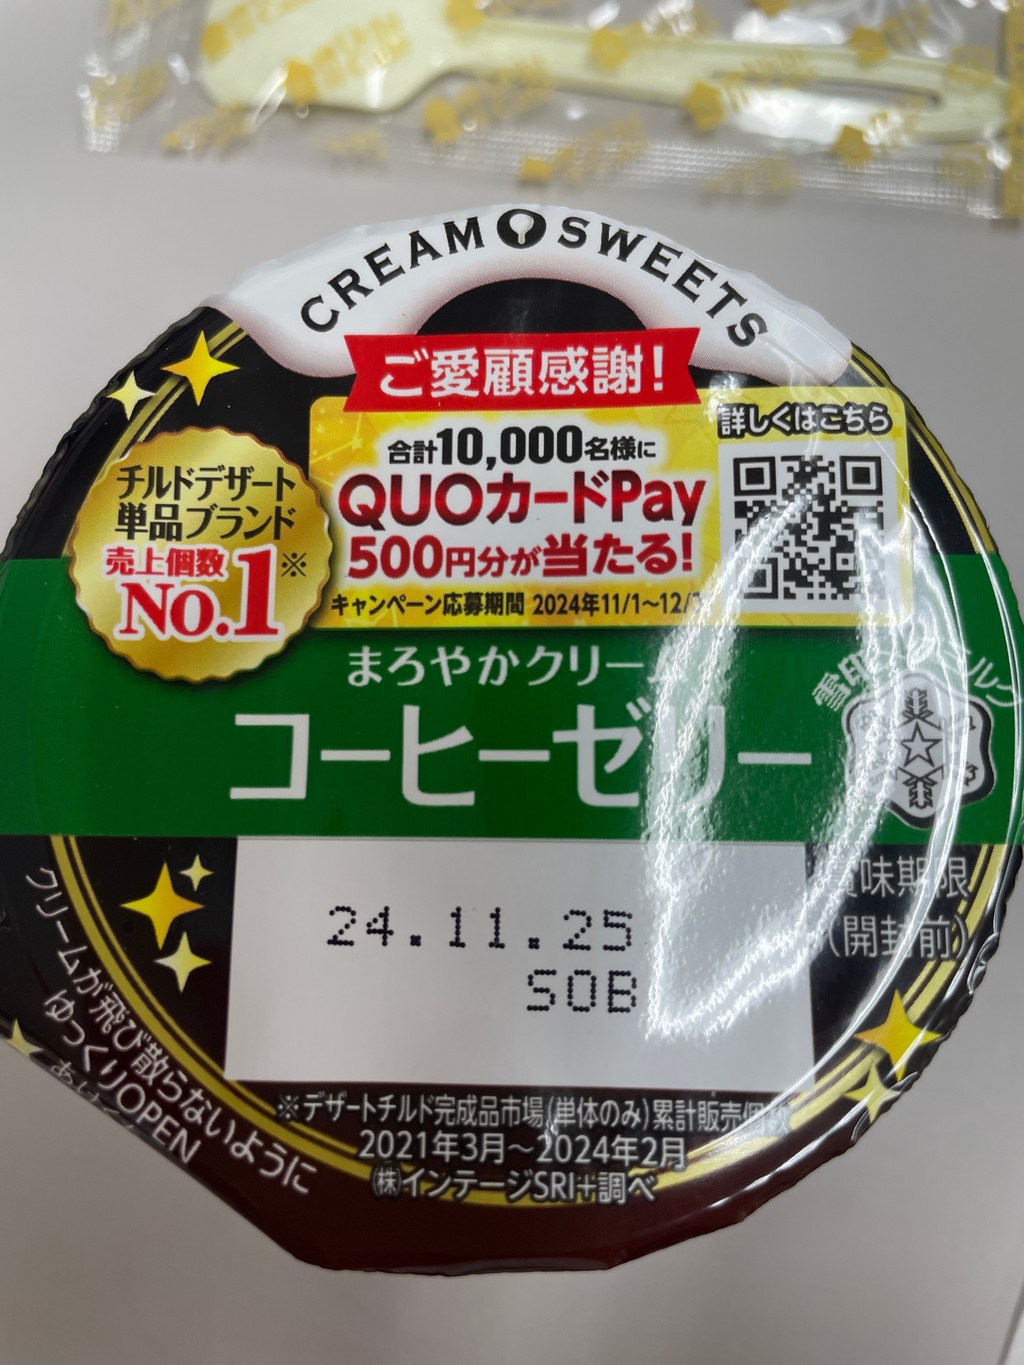 CREAM SWEETS
ご愛顧感謝!
合計10,000名様に
QUOカードPay
500円分が当たる!
キャンペーン応募期間 2024年11/1~12/
詳しくはこちら
チルドデザート
単品ブランド
売上個数
No.1※
まろやかクリー
コーヒーゼリー
雪印 ルク
賞味期限
(開封前)
24.11.25
SOB
クリームが飛び散らないように
ゆっくりOPEN
※デザートチルド完成品市場(単体のみ)累計販売個数
2021年3月~2024年2月
㈱インテージSRI+調べ